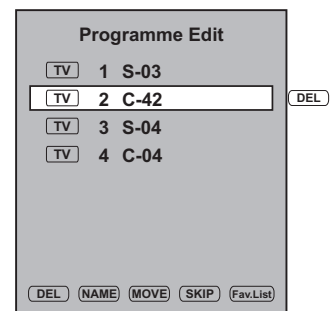 Programme Edit
TV 1 S-03
TV 2 C-42 DEL
TV 3 S-04
TV 4 C-04
DEL NAME MOVE SKIP Fav.List